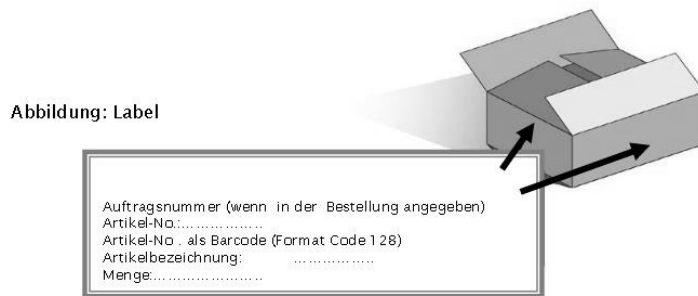 Abbildung: Label
Auftragsnummer (wenn in der Bestellung angegeben)
Artikel-No.:………………
Artikel-No . als Barcode (Format Code 128)
Artikelbezeichnung: ………………
Menge:……………………